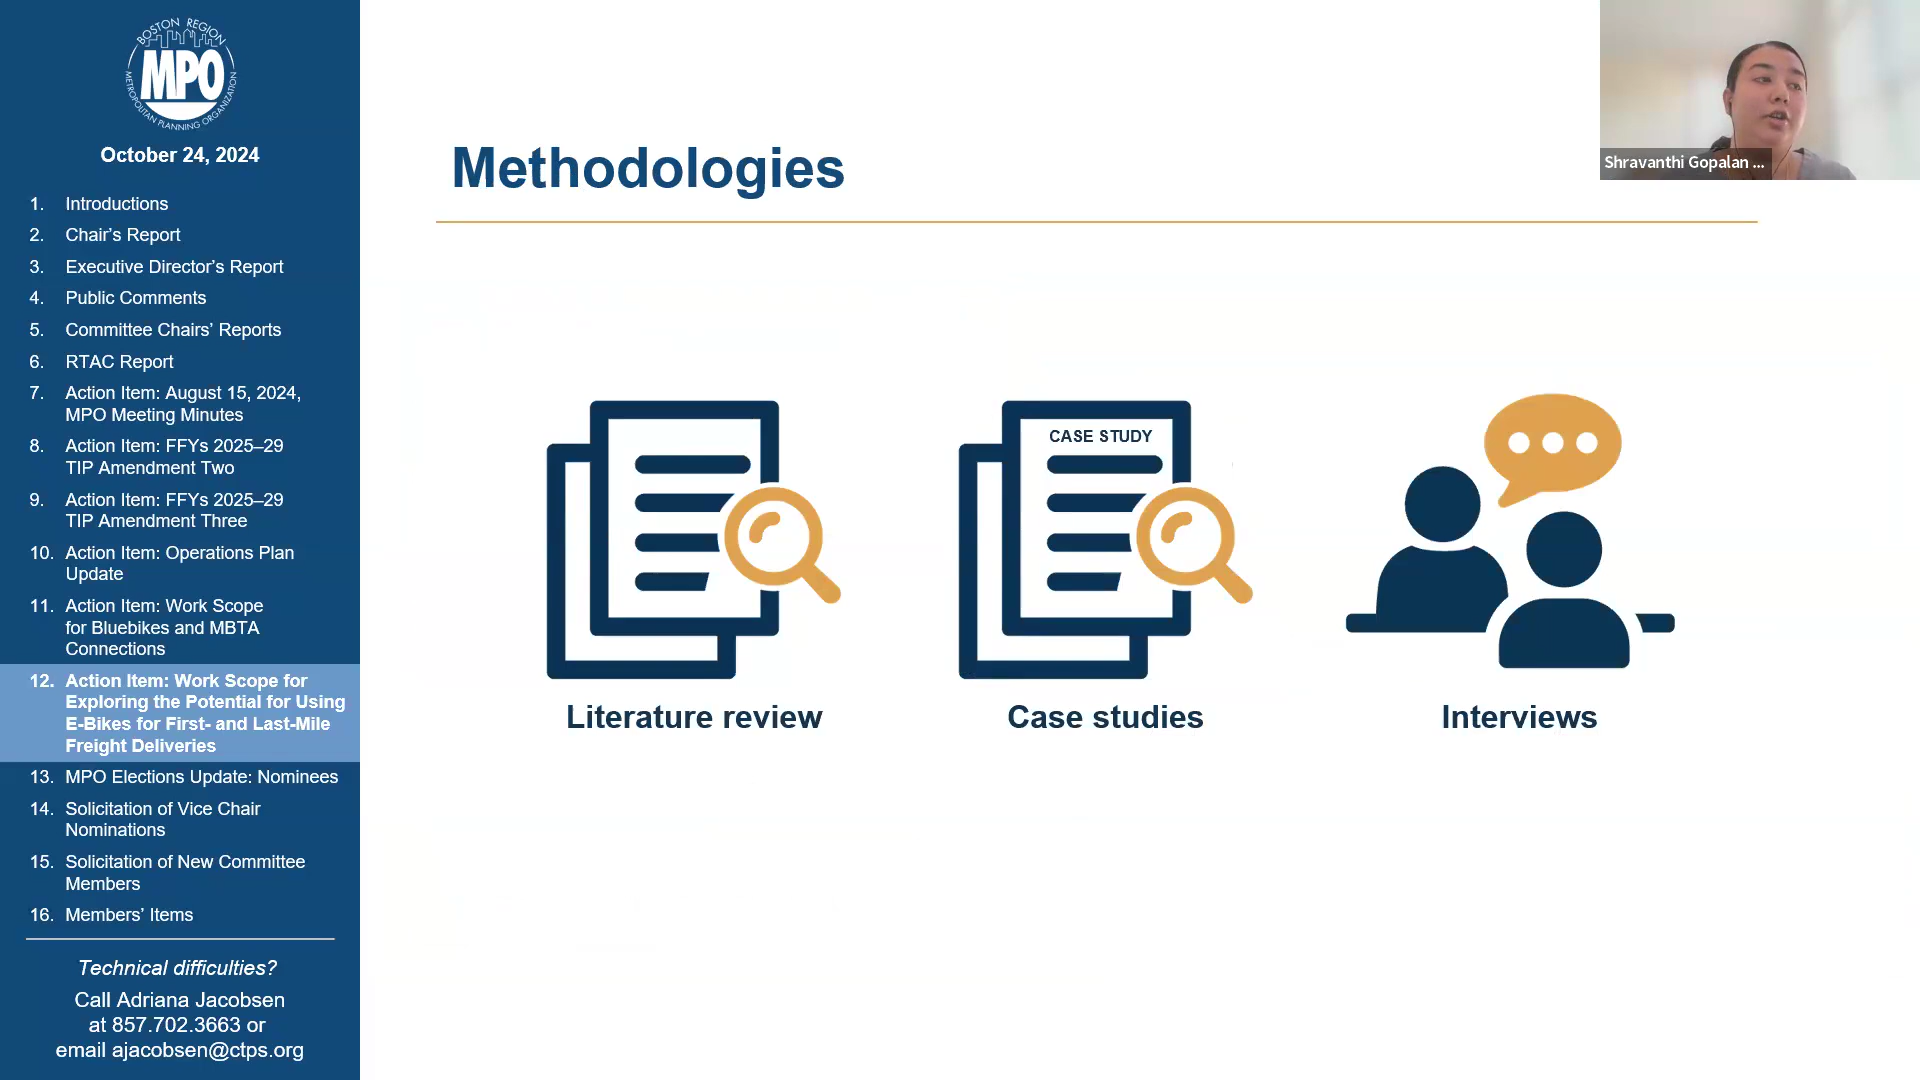 BOSTON REGION
MPO
METROPOLITAN PLANNING ORGANIZATION
October 24, 2024
1. Introductions
2. Chair’s Report
3. Executive Director’s Report
4. Public Comments
5. Committee Chairs’ Reports
6. RTAC Report
7. Action Item: August 15, 2024,
MPO Meeting Minutes
8. Action Item: FFYs 2025–29
TIP Amendment Two
9. Action Item: FFYs 2025–29
TIP Amendment Three
10. Action Item: Operations Plan
Update
11. Action Item: Work Scope
for Bluebikes and MBTA
Connections
12. Action Item: Work Scope for
Exploring the Potential for Using
E-Bikes for First- and Last-Mile
Freight Deliveries
13. MPO Elections Update: Nominees
14. Solicitation of Vice Chair
Nominations
15. Solicitation of New Committee
Members
16. Members’ Items
Technical difficulties?
Call Adriana Jacobsen
at 857.702.3663 or
email ajacobsen@ctps.org
Methodologies
CASE STUDY
Literature review
Case studies
Interviews
Shravanthi Gopalan ...